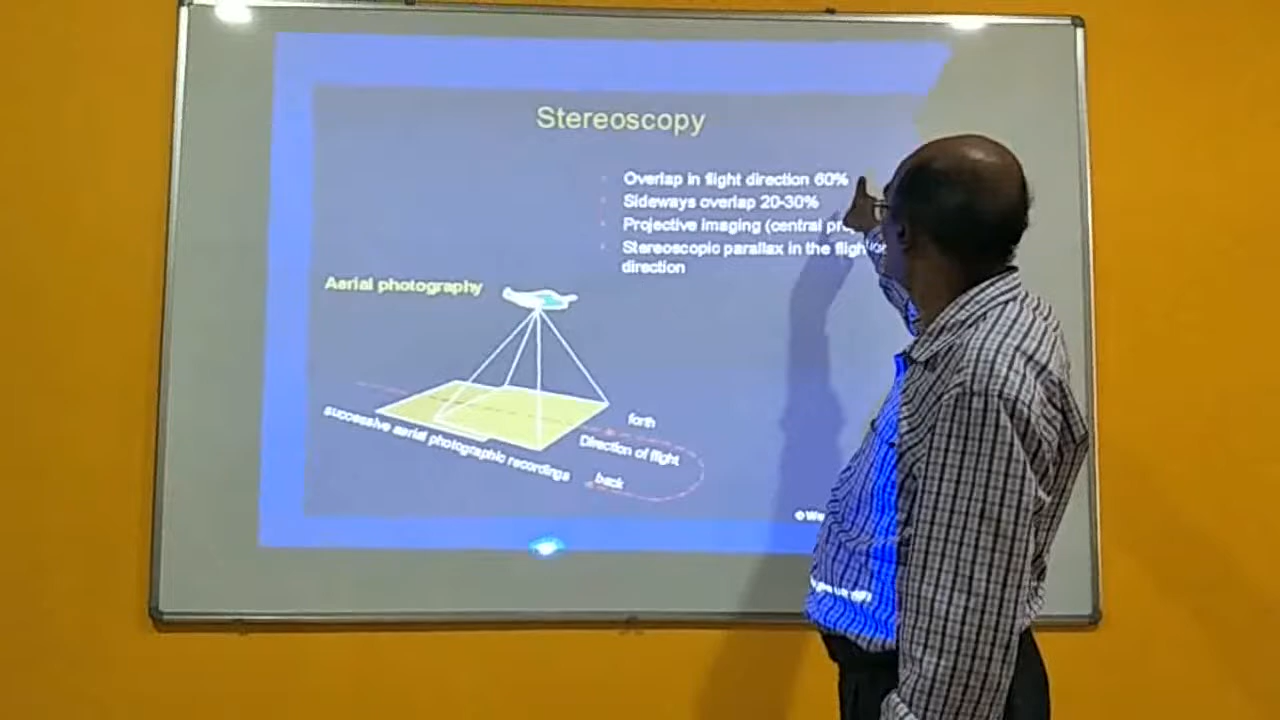 Stereoscopy
Overlap in flight direction 60%
Sideways overlap 20-30%
Projective imaging (central
Stereoscopic parallax in the
direction
Aerial photography
forth
Direction of flight
successive aerial photographic recordings
back
©